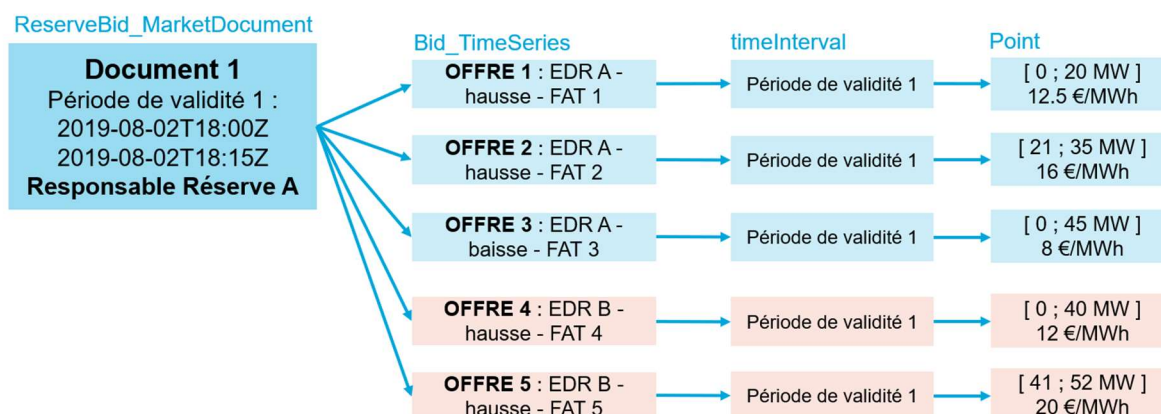 ReserveBid_MarketDocument
Bid_TimeSeries
timeInterval
Point
Document 1
Période de validité 1 :
2019-08-02T18:00Z
2019-08-02T18:15Z
Responsable Réserve A
OFFRE 1 : EDR A -
hausse - FAT 1
Période de validité 1
[ 0 ; 20 MW ]
12.5 €/MWh
OFFRE 2 : EDR A -
hausse - FAT 2
Période de validité 1
[ 21 ; 35 MW ]
16 €/MWh
OFFRE 3 : EDR A -
baisse - FAT 3
Période de validité 1
[ 0 ; 45 MW ]
8 €/MWh
OFFRE 4 : EDR B -
hausse - FAT 4
Période de validité 1
[ 0 ; 40 MW ]
12 €/MWh
OFFRE 5 : EDR B -
hausse - FAT 5
Période de validité 1
[ 41 ; 52 MW ]
20 €/MWh